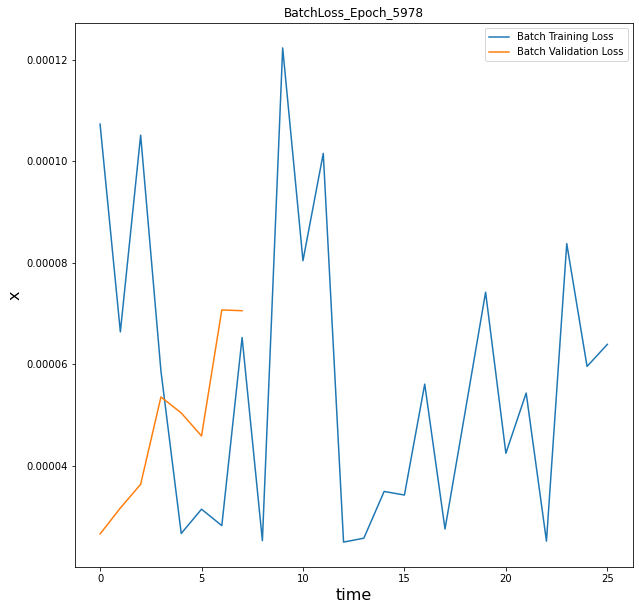 BatchLoss_Epoch_5978
Batch Training Loss
Batch Validation Loss
0.00012
0.00010
0.00008
0.00006
0.00004
x
0 5 10 15 20 25
time